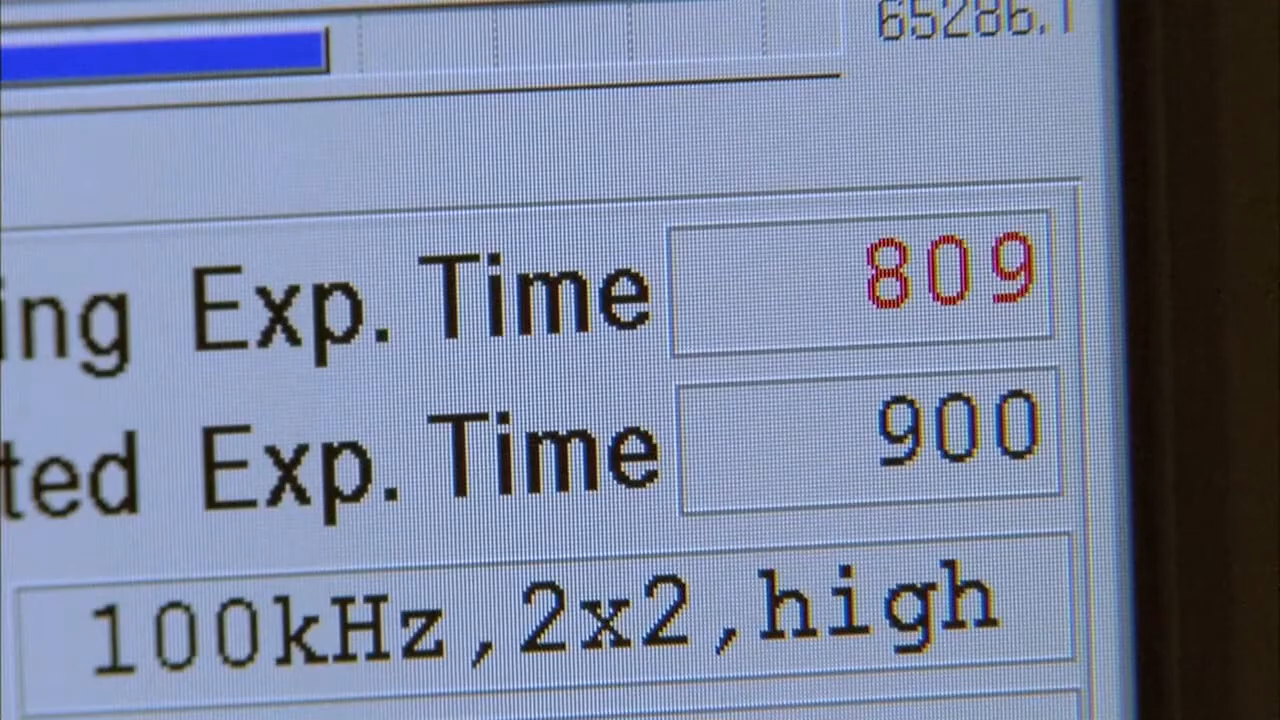 65286.1
ing Exp. Time 809
ted Exp. Time 900
100kHz,2x2,high